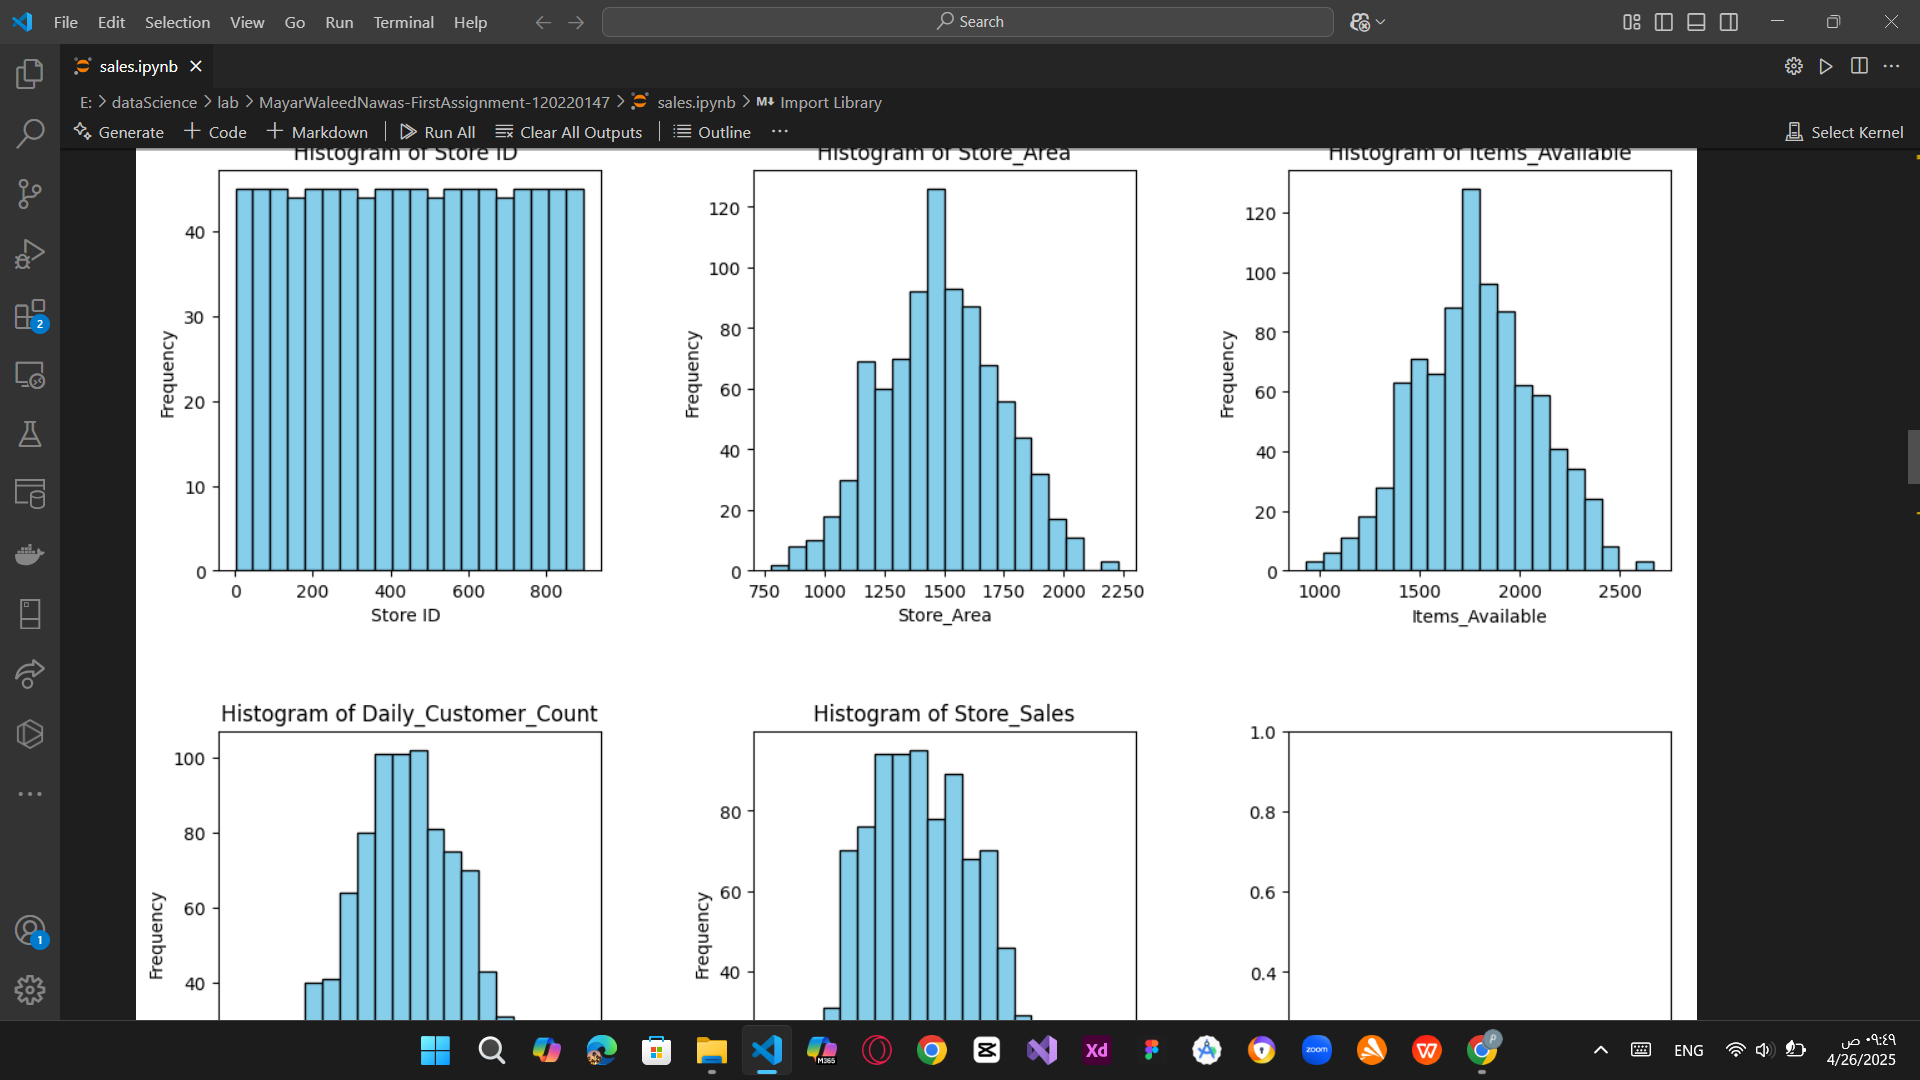 File Edit Selection View Go Run Terminal Help
Search
sales.ipynb
E: > dataScience > lab > MayarWaleedNawas-FirstAssignment-120220147 > sales.ipynb > M↓ Import Library
Generate + Code + Markdown Run All Clear All Outputs Outline ...
Select Kernel
Histogram of Store ID
Frequency
40
30
20
10
0
0 200 400 600 800
Store ID
Histogram of Store_Area
Frequency
120
100
80
60
40
20
0
750 1000 1250 1500 1750 2000 2250
Store_Area
Histogram of Items_Available
Frequency
120
100
80
60
40
20
0
1000 1500 2000 2500
Items_Available
Histogram of Daily_Customer_Count
Frequency
100
80
60
40
Histogram of Store_Sales
Frequency
80
60
40
1.0
0.8
0.6
0.4
2
1
M365
Xd
zoom
W
P
ENG
٠٩:٤٩ ص
4/26/2025